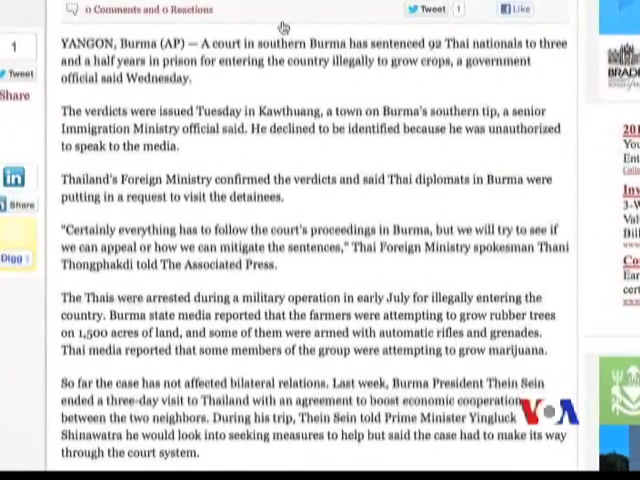 0 Comments and 0 Reactions
Tweet 1
Like
1
Tweet
Share
in
Share
Digg
YANGON, Burma (AP) — A court in southern Burma has sentenced 92 Thai nationals to three
and a half years in prison for entering the country illegally to grow crops, a government
official said Wednesday.
The verdicts were issued Tuesday in Kawthuang, a town on Burma's southern tip, a senior
Immigration Ministry official said. He declined to be identified because he was unauthorized
to speak to the media.
Thailand's Foreign Ministry confirmed the verdicts and said Thai diplomats in Burma were
putting in a request to visit the detainees.
"Certainly everything has to follow the court's proceedings in Burma, but we will try to see if
we can appeal or how we can mitigate the sentences," Thai Foreign Ministry spokesman Thani
Thongphakdi told The Associated Press.
The Thais were arrested during a military operation in early July for illegally entering the
country. Burma state media reported that the farmers were attempting to grow rubber trees
on 1,500 acres of land, and some of them were armed with automatic rifles and grenades.
Thai media reported that some members of the group were attempting to grow marijuana.
So far the case has not affected bilateral relations. Last week, Burma President Thein Sein
ended a three-day visit to Thailand with an agreement to boost economic cooperation
between the two neighbors. During his trip, Thein Sein told Prime Minister Yingluck
Shinawatra he would look into seeking measures to help but said the case had to make its way
through the court system.
VOA
BRADL
201
You
Ent
Inv
3-W
Val
Bill
Co
Ear
cert